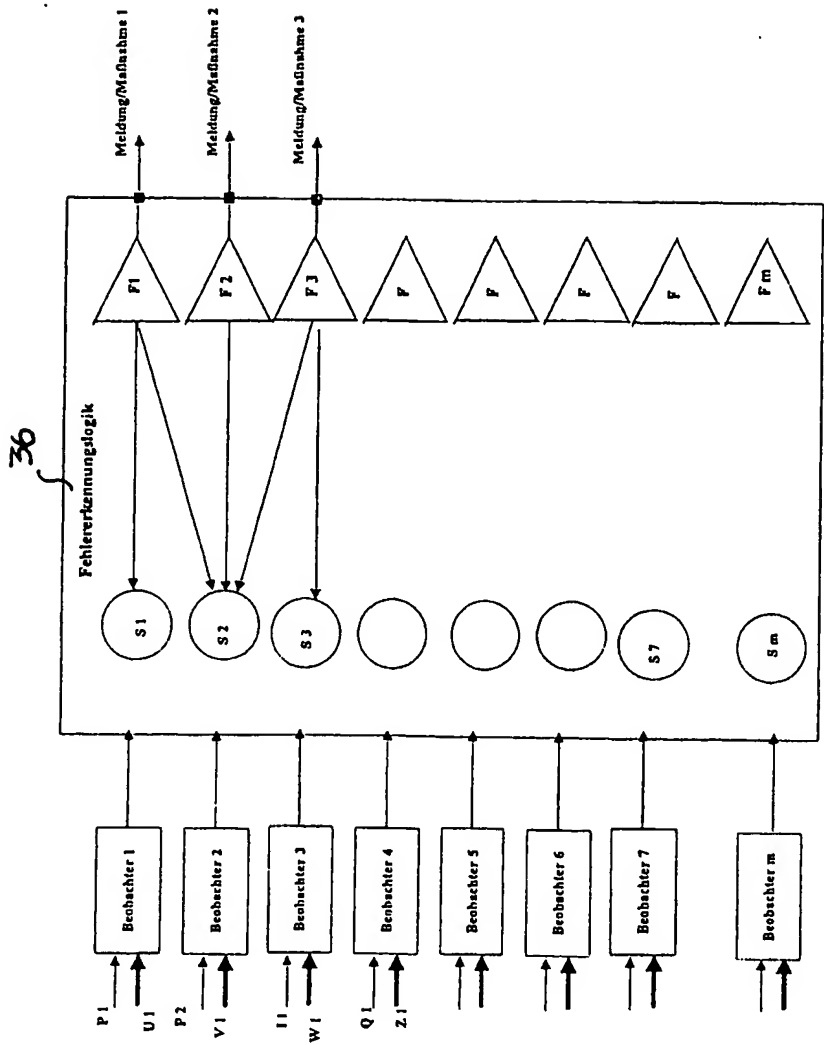 36
Fehlererkennungslogik
P1
U1
Beobachter 1
S1
F1
Meldung/Maßnahme 1
P2
V1
Beobachter 2
S2
F2
Meldung/Maßnahme 2
I1
W1
Beobachter 3
S3
F3
Meldung/Maßnahme 3
Q1
Z1
Beobachter 4
F
Beobachter 5
F
Beobachter 6
F
Beobachter 7
S7
F
Beobachter m
Sm
Fm